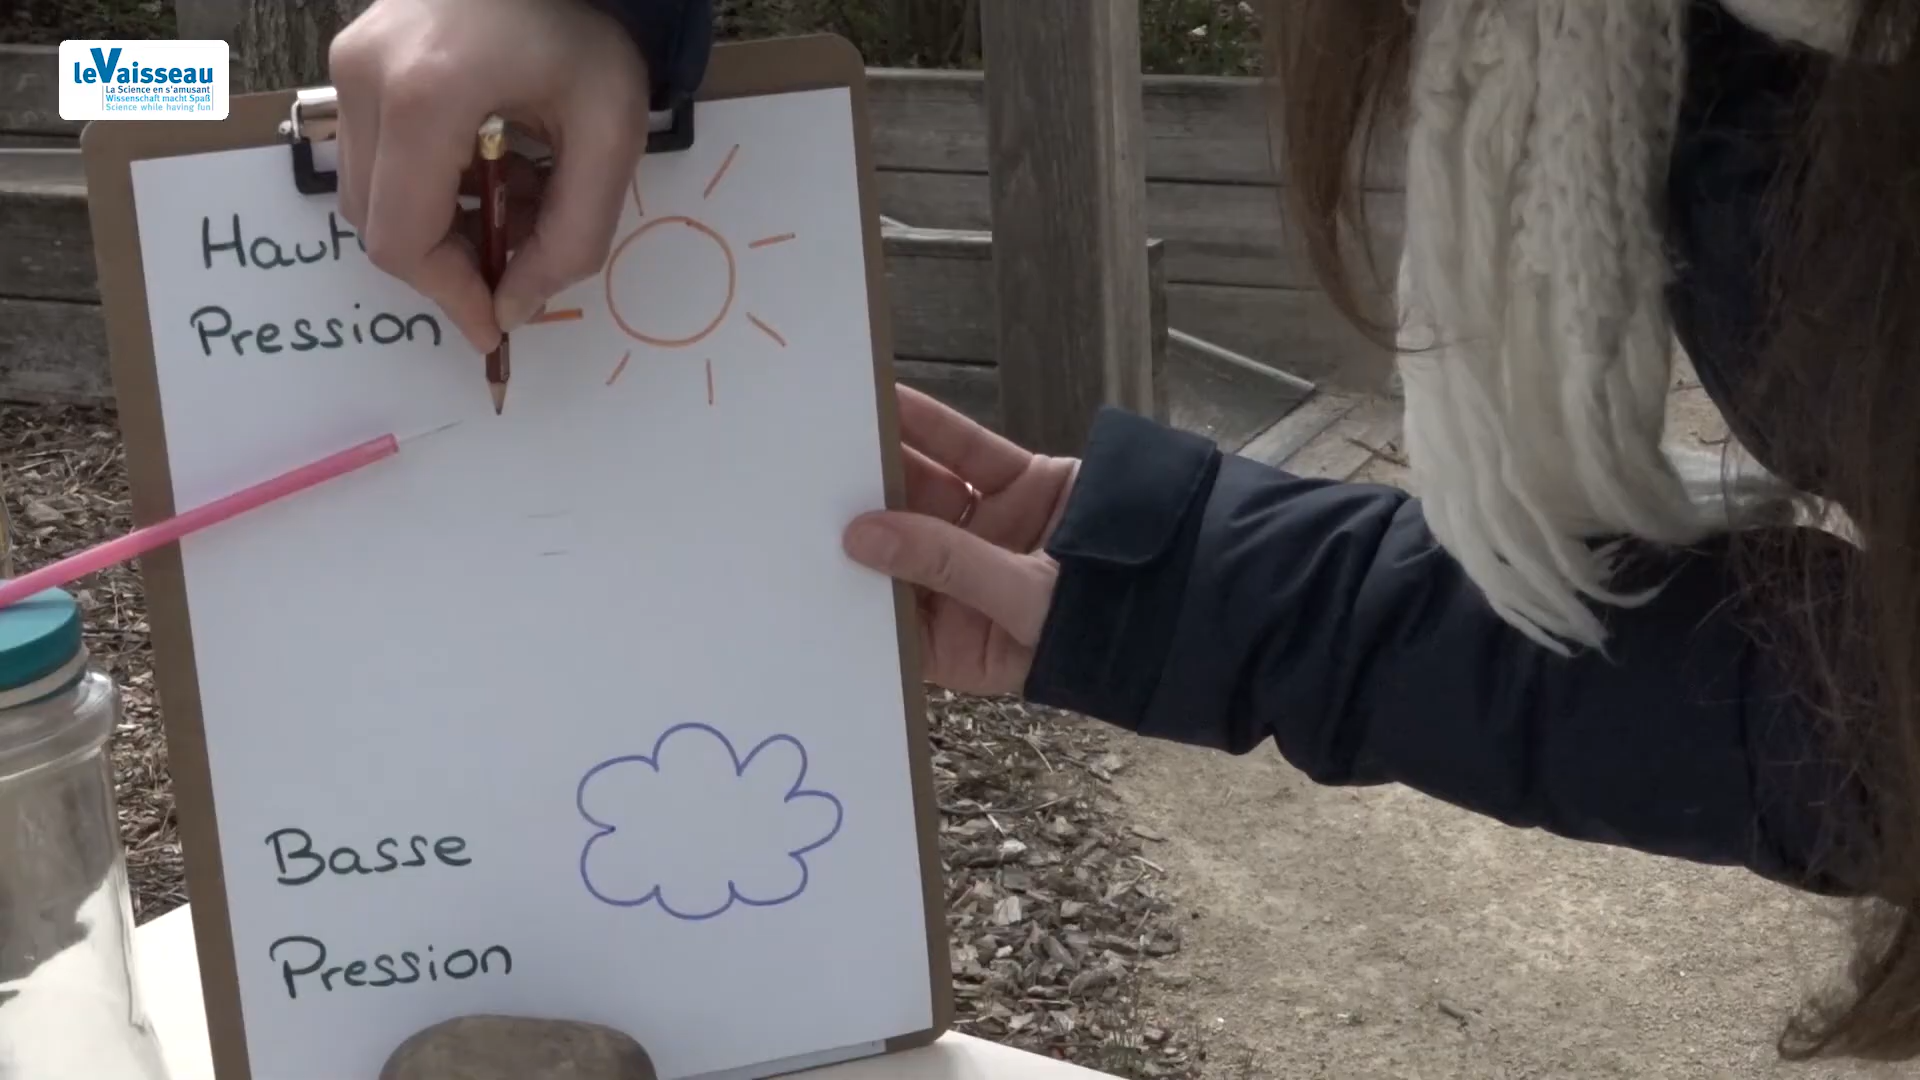 leVaisseau
La Science en s'amusant
Wissenschaft macht Spaß
Science while having fun!
Pression
Basse
Pression